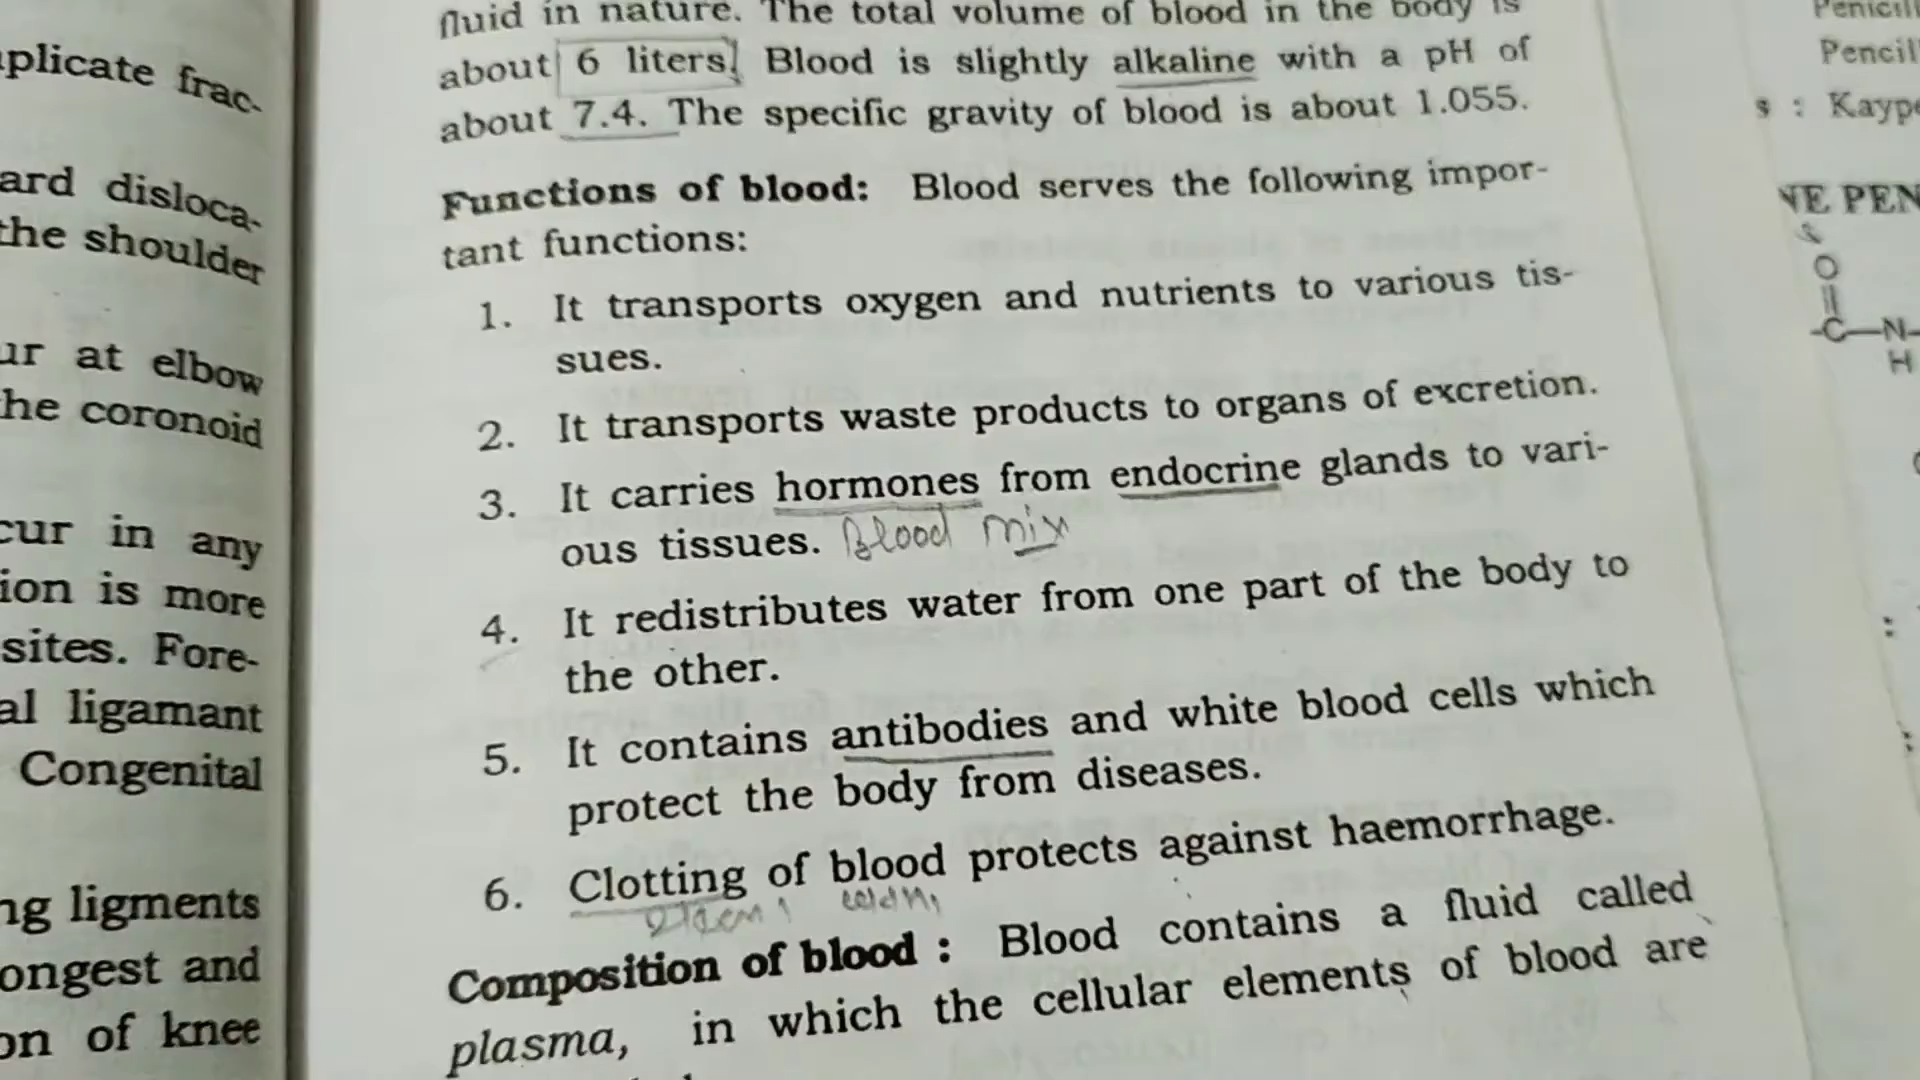 plicate frac-
ard disloca-
the shoulder
ur at elbow
he coronoid
cur in any
ion is more
sites. Fore-
al ligamant
Congenital
ng ligments
ongest and
on of knee
fluid in nature. The total volume of blood in the body is
about 6 liters. Blood is slightly alkaline with a pH of
about 7.4. The specific gravity of blood is about 1.055.
Functions of blood: Blood serves the following impor-
tant functions:
1. It transports oxygen and nutrients to various tis-
sues.
2. It transports waste products to organs of excretion.
3. It carries hormones from endocrine glands to vari-
ous tissues. Blood mix
4. It redistributes water from one part of the body to
the other.
5. It contains antibodies and white blood cells which
protect the body from diseases.
6. Clotting of blood protects against haemorrhage.
Composition of blood : Blood contains a fluid called
plasma, in which the cellular elements of blood are
Penicill
Pencill
s : Kayp
NE PEN
O
C—N
H